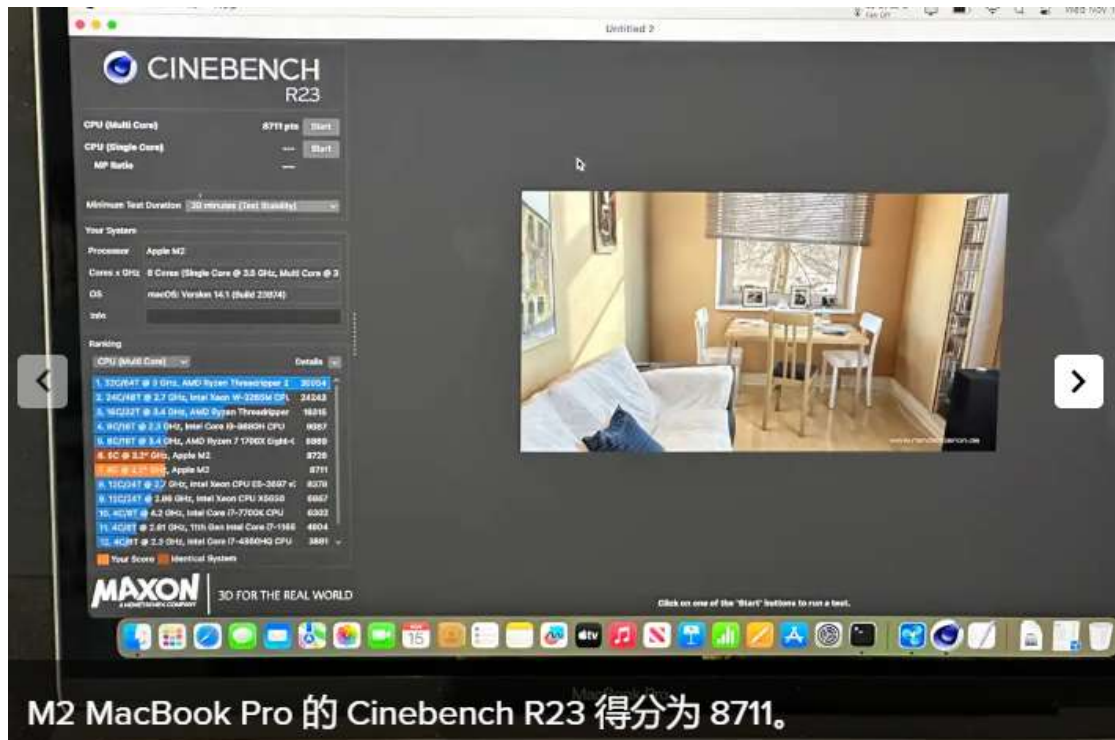 Untitled 2
CINEBENCH
R23
CPU (Multi Core) 8711 pts Start
CPU (Single Core) --- Start
MP Ratio ---
Minimum Test Duration 30 minutes (Test Stability)
Your System
Processor Apple M2
Cores x GHz 8 Cores (Single Core @ 3.5 GHz, Multi Core @ 3
OS macOS: Version 14.1 (Build 23B74)
Info
Ranking
CPU (Multi Core) Details
1. 32C/64T @ 3 GHz, AMD Ryzen Threadripper 2 30054
2. 24C/48T @ 2.7 GHz, Intel Xeon W-3265M CPU 24243
3. 16C/32T @ 3.4 GHz, AMD Ryzen Threadripper 16315
4. 8C/16T @ 2.3 GHz, Intel Core i9-9880H CPU 9087
5. 8C/16T @ 3.4 GHz, AMD Ryzen 7 1700X Eight-C 8889
GHz, Apple M2 8726
Apple M2 8711
8. 12C/24T @ 2.7 GHz, Intel Xeon CPU E5-2697 v2 8378
9. 12C/24T @ 2.66 GHz, Intel Xeon CPU X5650 6867
10. 4C/8T @ 4.2 GHz, Intel Core i7-7700K CPU 6302
11. 4C/8T @ 2.81 GHz, 11th Gen Intel Core i7-1165 4904
12. 4C/8T @ 2.3 GHz, Intel Core i7-4850HQ CPU 3891
Your Score Identical System
MAXON
A NEMETSCHEK COMPANY
3D FOR THE REAL WORLD
www.renderbaron.de
Click on one of the "Start" buttons to run a test.
15
tv
MacBook Pro
M2 MacBook Pro 的 Cinebench R23 得分为 8711。